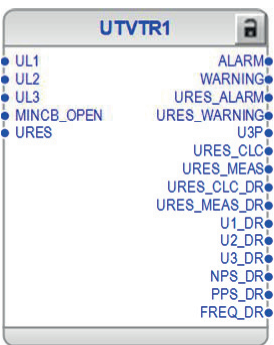 UTVTR1
UL1 ALARM
UL2 WARNING
UL3 URES_ALARM
MINCB_OPEN URES_WARNING
URES U3P
URES_CLC
URES_MEAS
URES_CLC_DR
URES_MEAS_DR
U1_DR
U2_DR
U3_DR
NPS_DR
PPS_DR
FREQ_DR